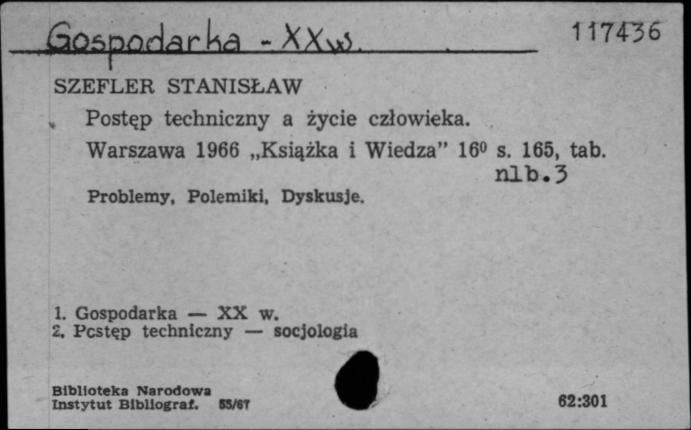 Gospodarka - XX w.
117436
SZEFLER STANISŁAW
Postęp techniczny a życie człowieka.
Warszawa 1966 „Książka i Wiedza” 16⁰ s. 165, tab.
nlb.3
Problemy, Polemiki, Dyskusje.
1. Gospodarka — XX w.
2. Postęp techniczny — socjologia
Biblioteka Narodowa
Instytut Bibliograf. 55/67
62:301